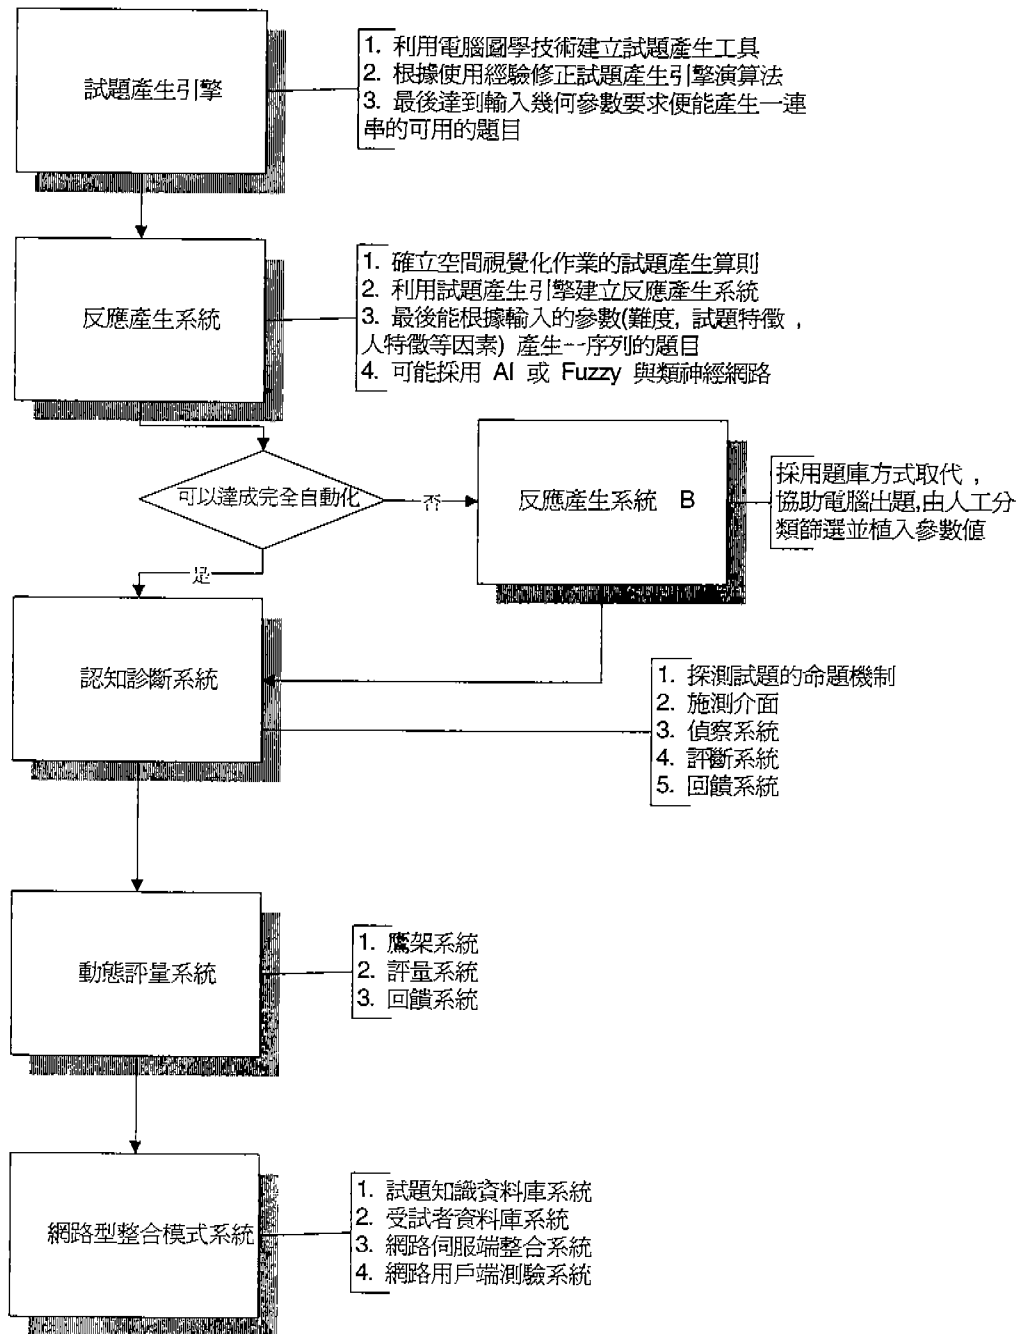 試題產生引擎
1. 利用電腦圖學技術建立試題產生工具
2. 根據使用經驗修正試題產生引擎演算法
3. 最後達到輸入幾何參數要求便能產生一連
串的可用的題目
反應產生系統
1. 確立空間視覺化作業的試題產生算則
2. 利用試題產生引擎建立反應產生系統
3. 最後能根據輸入的參數(難度, 試題特徵,
人特徵等因素) 產生一序列的題目
4. 可能採用 AI 或 Fuzzy 與類神經網路
可以達成完全自動化
否
反應產生系統 B
採用題庫方式取代,
協助電腦出題,由人工分
類篩選並植入參數值
是
認知診斷系統
1. 探測試題的命題機制
2. 施測介面
3. 偵察系統
4. 評斷系統
5. 回饋系統
動態評量系統
1. 鷹架系統
2. 評量系統
3. 回饋系統
網路型整合模式系統
1. 試題知識資料庫系統
2. 受試者資料庫系統
3. 網路伺服端整合系統
4. 網路用戶端測驗系統